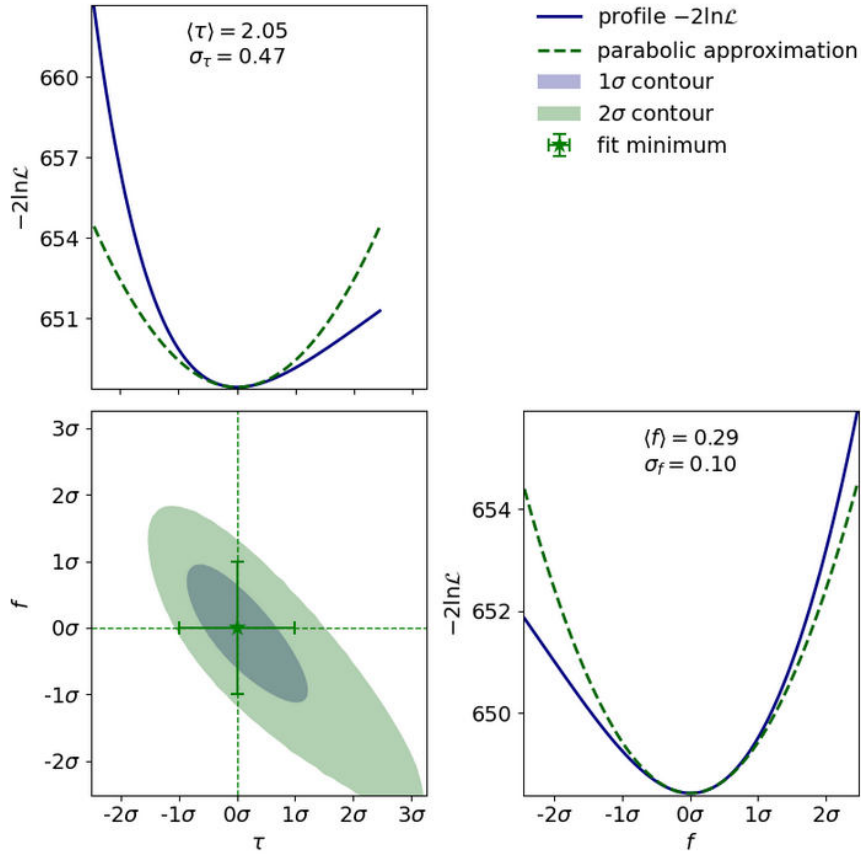 ⟨τ⟩ = 2.05
σ_τ = 0.47
−2lnℒ
660
657
654
651
profile −2lnℒ
parabolic approximation
1σ contour
2σ contour
fit minimum
3σ
2σ
1σ
0σ
-1σ
-2σ
f
-2σ -1σ 0σ 1σ 2σ 3σ
τ
⟨f⟩ = 0.29
σ_f = 0.10
−2lnℒ
654
652
650
-2σ -1σ 0σ 1σ 2σ
f